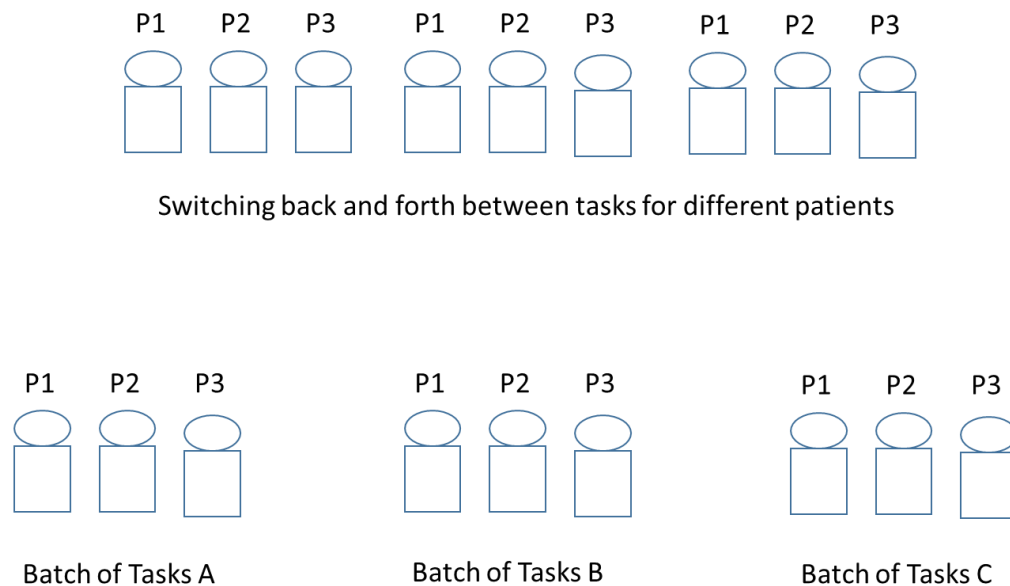 P1 P2 P3 P1 P2 P3 P1 P2 P3
Switching back and forth between tasks for different patients
P1 P2 P3 P1 P2 P3 P1 P2 P3
Batch of Tasks A Batch of Tasks B Batch of Tasks C